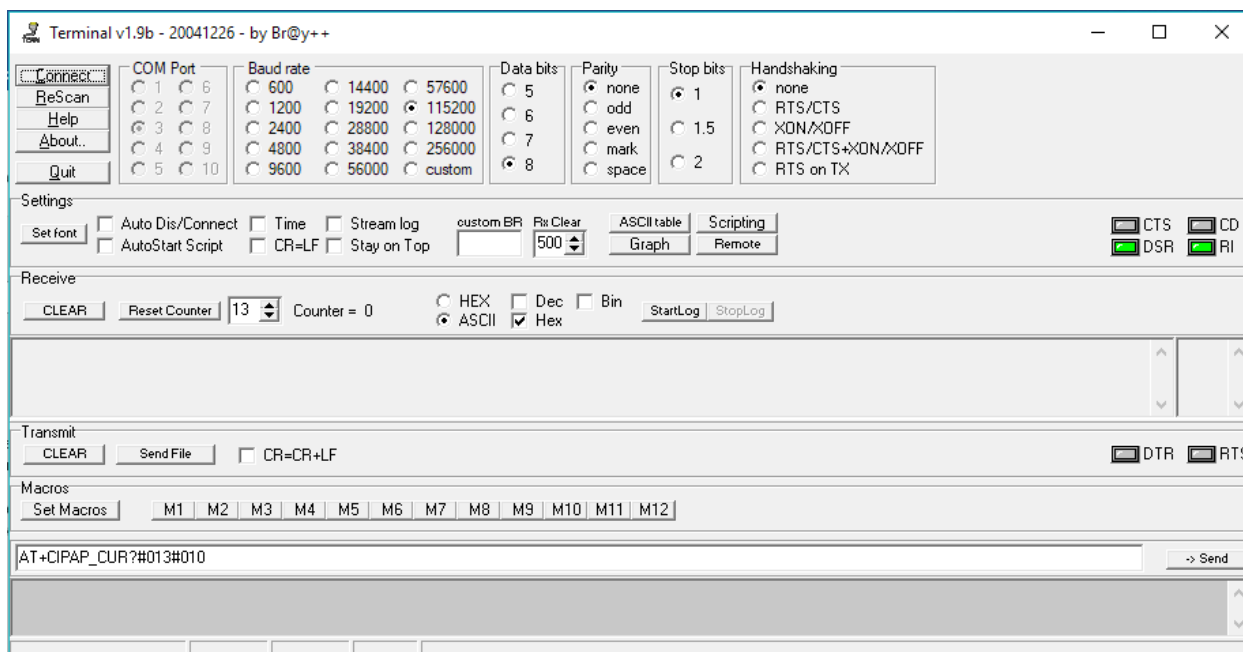 Terminal v1.9b - 20041226 - by Br@y++
Connect
ReScan
Help
About..
Quit
COM Port
1 6
2 7
3 8
4 9
5 10
Baud rate
600 14400 57600
1200 19200 115200
2400 28800 128000
4800 38400 256000
9600 56000 custom
Data bits
5
6
7
8
Parity
none
odd
even
mark
space
Stop bits
1
1.5
2
Handshaking
none
RTS/CTS
XON/XOFF
RTS/CTS+XON/XOFF
RTS on TX
Settings
Set font
Auto Dis/Connect Time Stream log
AutoStart Script CR=LF Stay on Top
custom BR Rx Clear
500
ASCII table Scripting
Graph Remote
CTS CD
DSR RI
Receive
CLEAR Reset Counter 13 Counter = 0
HEX Dec Bin
ASCII Hex
StartLog StopLog
Transmit
CLEAR Send File CR=CR+LF
DTR RTS
Macros
Set Macros M1 M2 M3 M4 M5 M6 M7 M8 M9 M10 M11 M12
AT+CIPAP_CUR?#013#010
-> Send